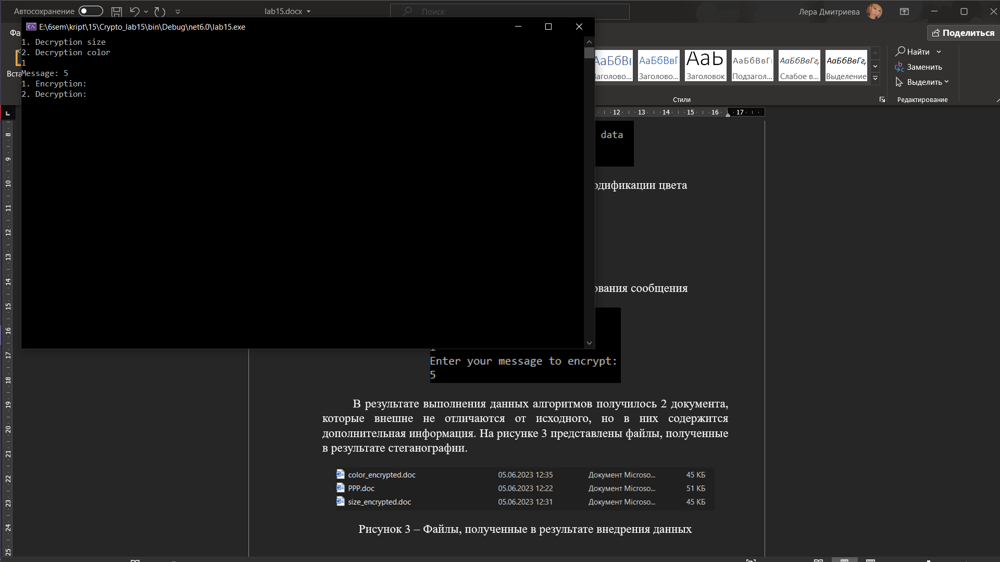 Автосохранение
lab15.docx
Поиск
Лера Дмитриева
E:\6sem\kript\15\Crypto_lab15\bin\Debug\net6.0\lab15.exe
Фа
Поделиться
1. Decryption size
2. Decryption color
1
Message: 5
1. Encryption:
2. Decryption:
Вста
АаБбВв АаБбВвГ АаБ АаБбВвГ АаБбВвГг, АаБбВвГг,
Заголово... Заголово... Заголовок Подзагол... Слабое в... Выделение
Найти
Заменить
Выделить
Стили
Редактирование
12 13 14 15 16 17
8
9
10
11
12
13
14
15
16
17
18
19
20
21
22
23
24
25
data
одификации цвета
ования сообщения
Enter your message to encrypt:
5
В результате выполнения данных алгоритмов получилось 2 документа,
которые внешне не отличаются от исходного, но в них содержится
дополнительная информация. На рисунке 3 представлены файлы, полученные
в результате стеганографии.
color_encrypted.doc 05.06.2023 12:35 Документ Microso... 45 КБ
PPP.doc 05.06.2023 12:22 Документ Microso... 51 КБ
size_encrypted.doc 05.06.2023 12:31 Документ Microso... 45 КБ
Рисунок 3 – Файлы, полученные в результате внедрения данных